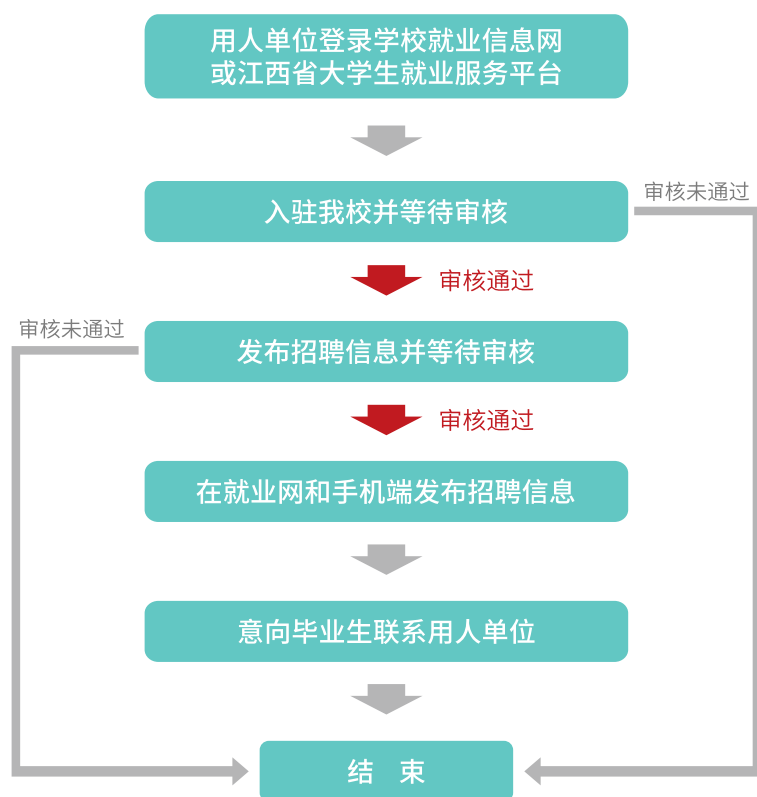 用人单位登录学校就业信息网
或江西省大学生就业服务平台
审核未通过
入驻我校并等待审核
审核通过
审核未通过
发布招聘信息并等待审核
审核通过
在就业网和手机端发布招聘信息
意向毕业生联系用人单位
结 束